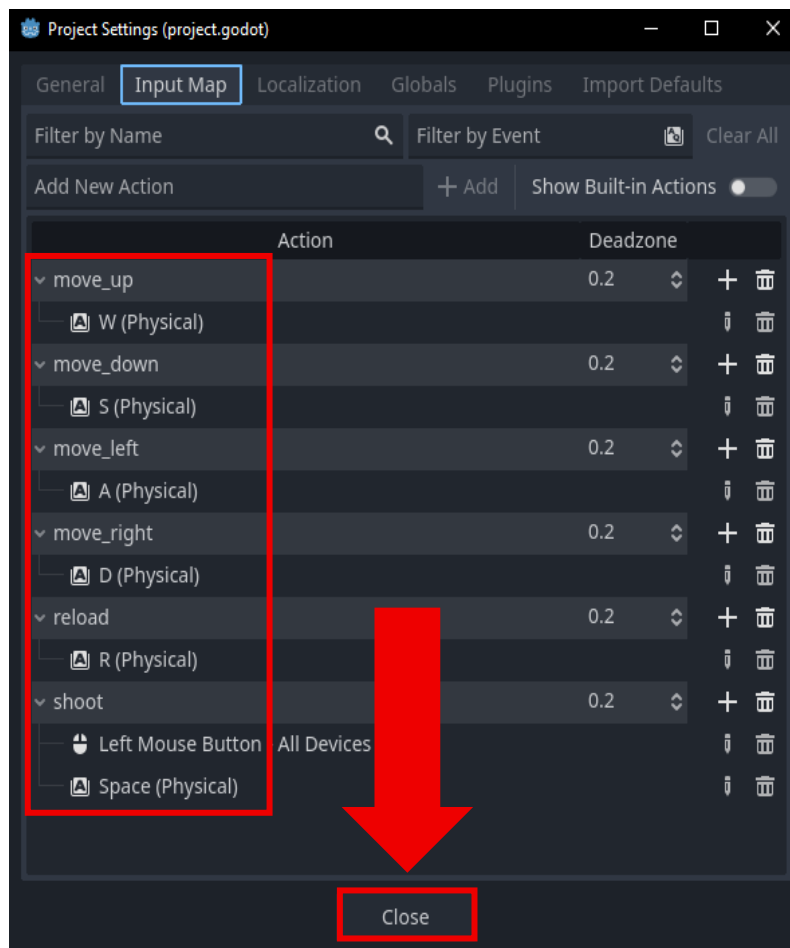 Project Settings (project.godot)
General Input Map Localization Globals Plugins Import Defaults
Filter by Name Filter by Event Clear All
Add New Action + Add Show Built-in Actions
Action Deadzone
move_up 0.2
W (Physical)
move_down 0.2
S (Physical)
move_left 0.2
A (Physical)
move_right 0.2
D (Physical)
reload 0.2
R (Physical)
shoot 0.2
Left Mouse Button All Devices
Space (Physical)
Close